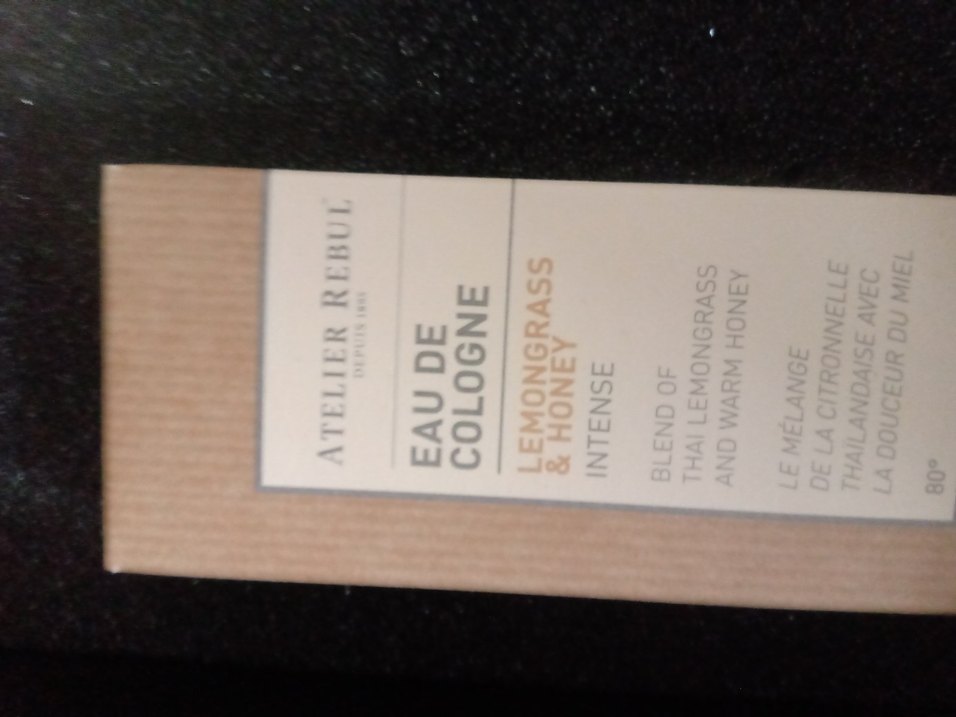 ATELIER REBUL
DEPUIS 1895
EAU DE
COLOGNE
LEMONGRASS
& HONEY
INTENSE
BLEND OF
THAI LEMONGRASS
AND WARM HONEY
LE MÉLANGE
DE LA CITRONNELLE
THAÏLANDAISE AVEC
LA DOUCEUR DU MIEL
80°